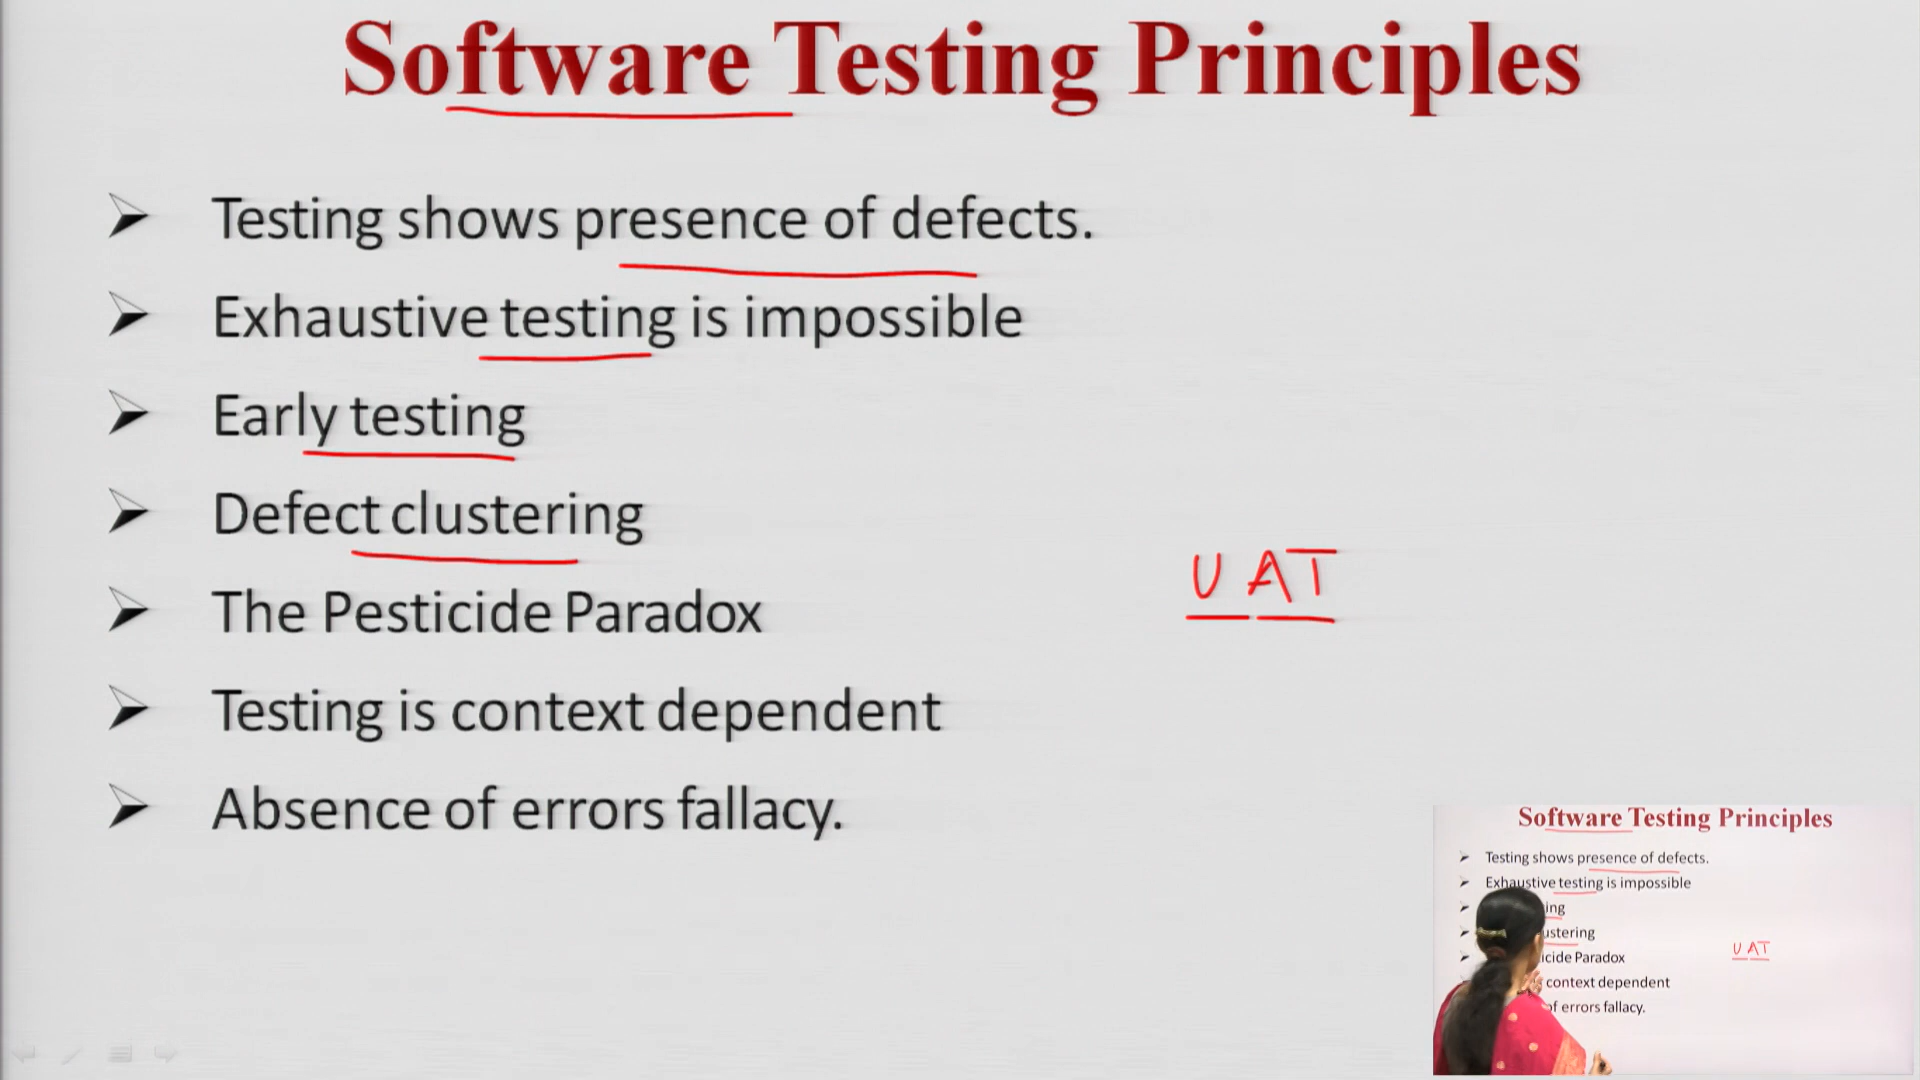 Software Testing Principles
Testing shows presence of defects.
Exhaustive testing is impossible
Early testing
Defect clustering
The Pesticide Paradox
UAT
Testing is context dependent
Absence of errors fallacy.
Software Testing Principles
Testing shows presence of defects.
Exhaustive testing is impossible
ing
ustering
icide Paradox
UAT
context dependent
of errors fallacy.